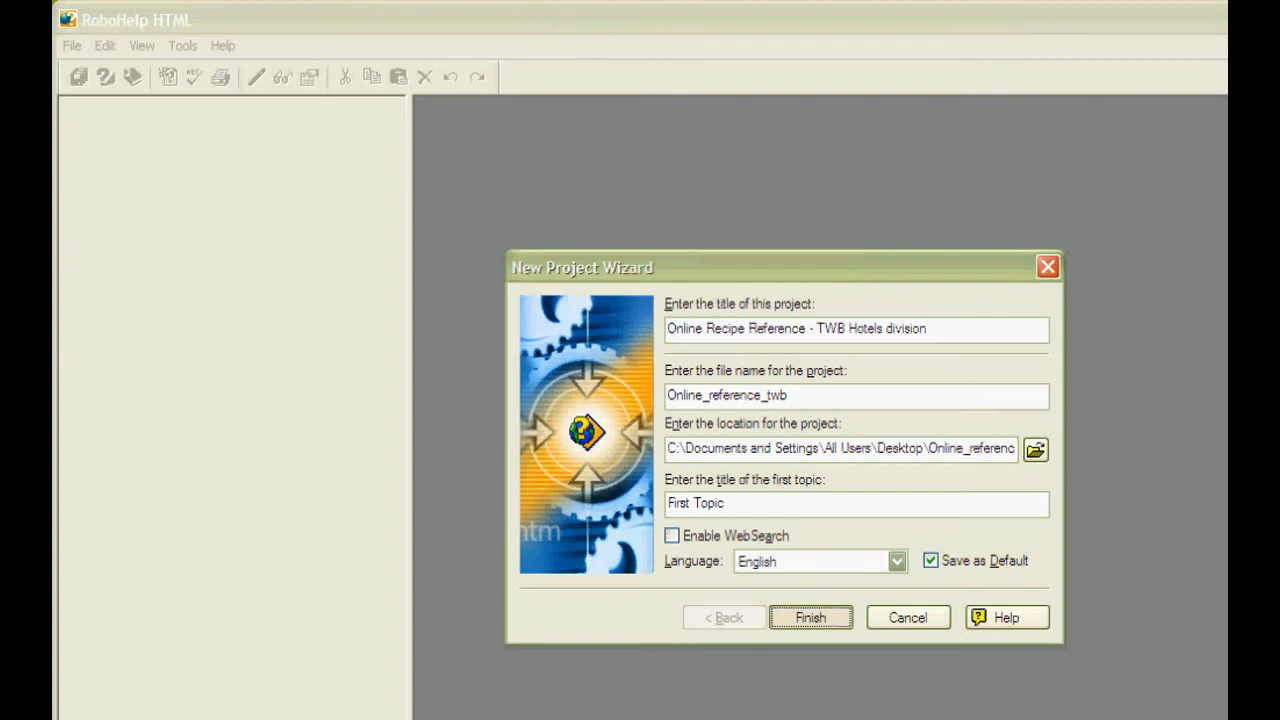 RoboHelp HTML
File Edit View Tools Help
New Project Wizard
Enter the title of this project:
Online Recipe Reference - TWB Hotels division
Enter the file name for the project:
Online_reference_twb
Enter the location for the project:
C:\Documents and Settings\All Users\Desktop\Online_referenc
Enter the title of the first topic:
First Topic
htm
Enable WebSearch
Language: English Save as Default
< Back Finish Cancel Help